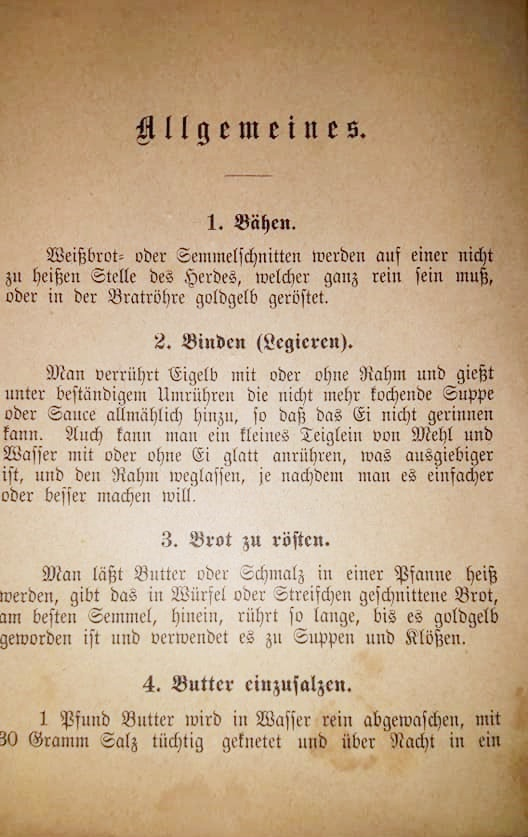 Allgemeines.
1. Bähen.
Weißbrot= oder Semmelschnitten werden auf einer nicht
zu heißen Stelle des Herdes, welcher ganz rein sein muß,
oder in der Bratröhre goldgelb geröstet.
2. Binden (Legieren).
Man verrührt Eigelb mit oder ohne Rahm und gießt
unter beständigem Umrühren die nicht mehr kochende Suppe
oder Sauce allmählich hinzu, so daß das Ei nicht gerinnen
kann. Auch kann man ein kleines Teiglein von Mehl und
Wasser mit oder ohne Ei glatt anrühren, was ausgiebiger
ist, und den Rahm weglassen, je nachdem man es einfacher
oder besser machen will.
3. Brot zu rösten.
Man läßt Butter oder Schmalz in einer Pfanne heiß
werden, gibt das in Würfel oder Streifchen geschnittene Brot,
am besten Semmel, hinein, rührt so lange, bis es goldgelb
geworden ist und verwendet es zu Suppen und Klößen.
4. Butter einzusalzen.
1 Pfund Butter wird in Wasser rein abgewaschen, mit
30 Gramm Salz tüchtig geknetet und über Nacht in ein